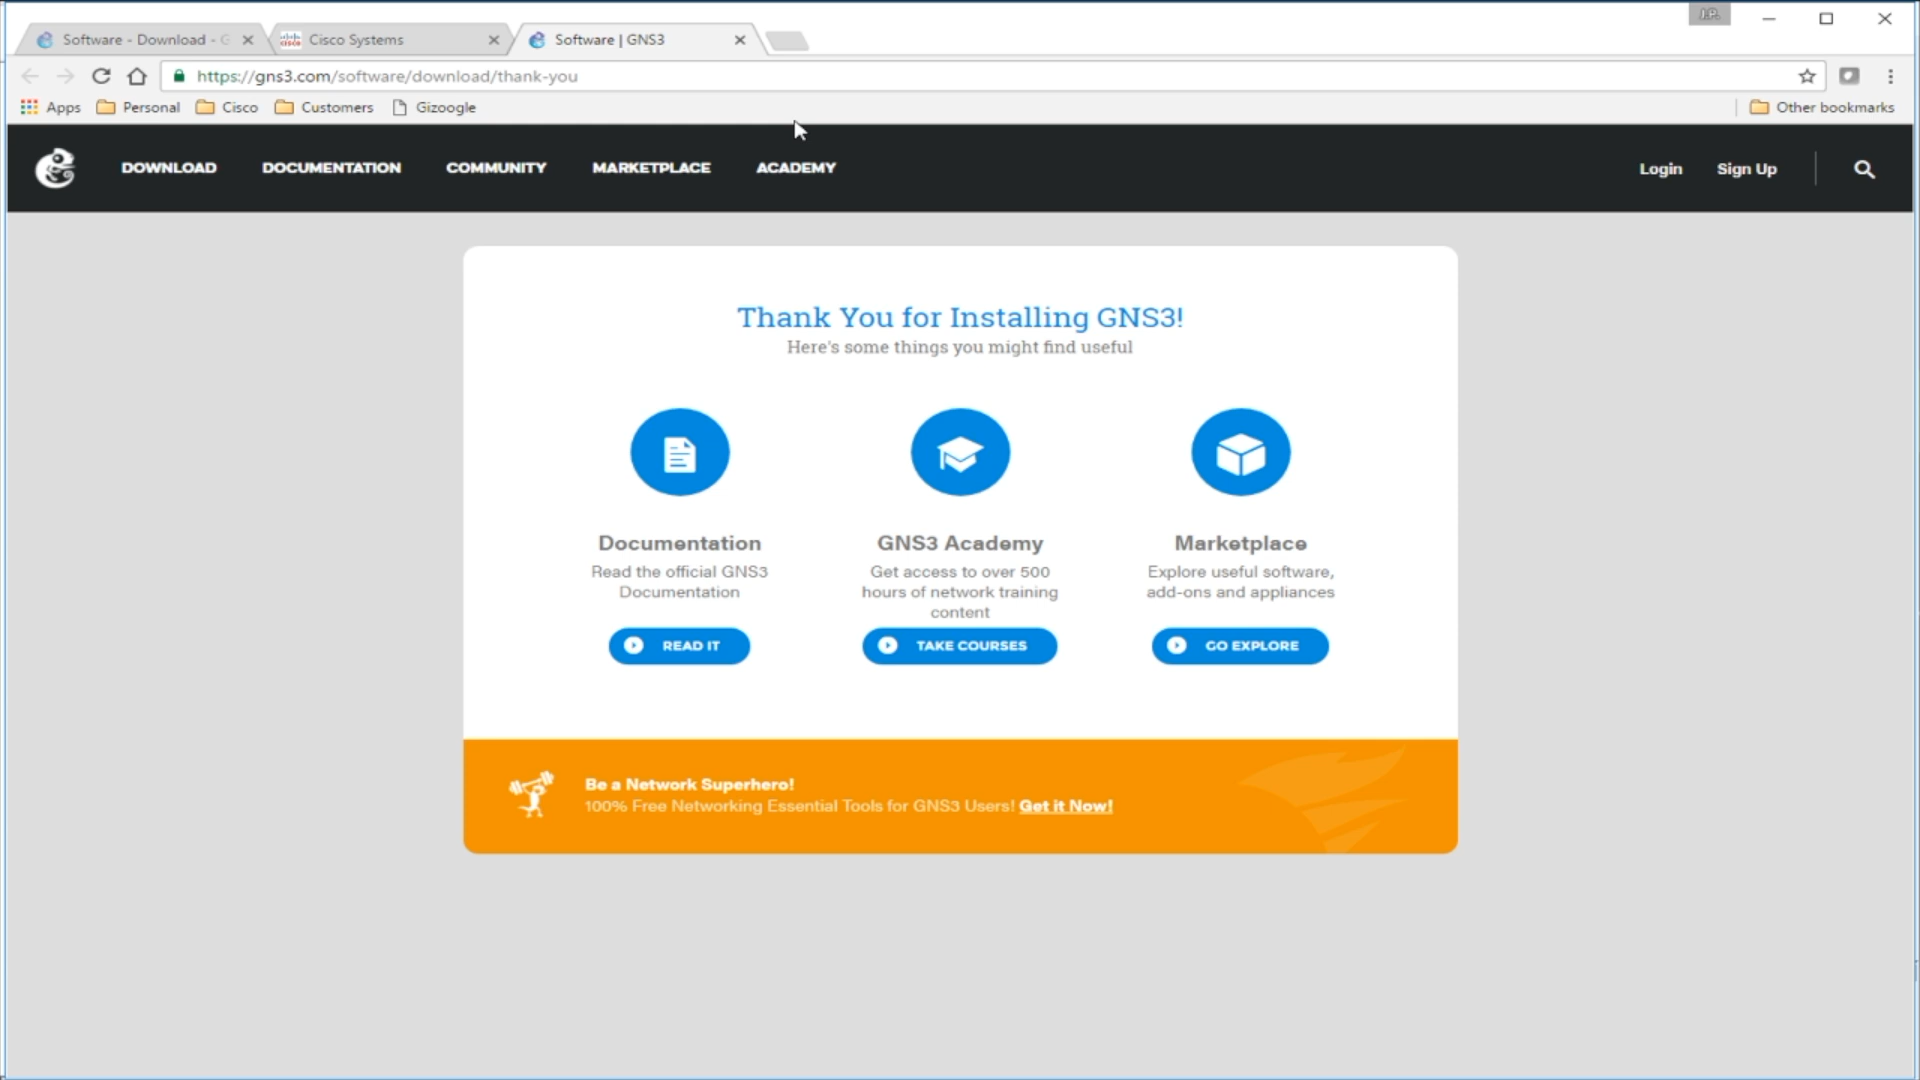 J.P.
Software - Download - G
Cisco Systems
Software | GNS3
https://gns3.com/software/download/thank-you
Apps Personal Cisco Customers Gizoogle Other bookmarks
DOWNLOAD DOCUMENTATION COMMUNITY MARKETPLACE ACADEMY Login Sign Up
Thank You for Installing GNS3!
Here's some things you might find useful
Documentation
Read the official GNS3
Documentation
READ IT
GNS3 Academy
Get access to over 500
hours of network training
content
TAKE COURSES
Marketplace
Explore useful software,
add-ons and appliances
GO EXPLORE
Be a Network Superhero!
100% Free Networking Essential Tools for GNS3 Users! Get it Now!